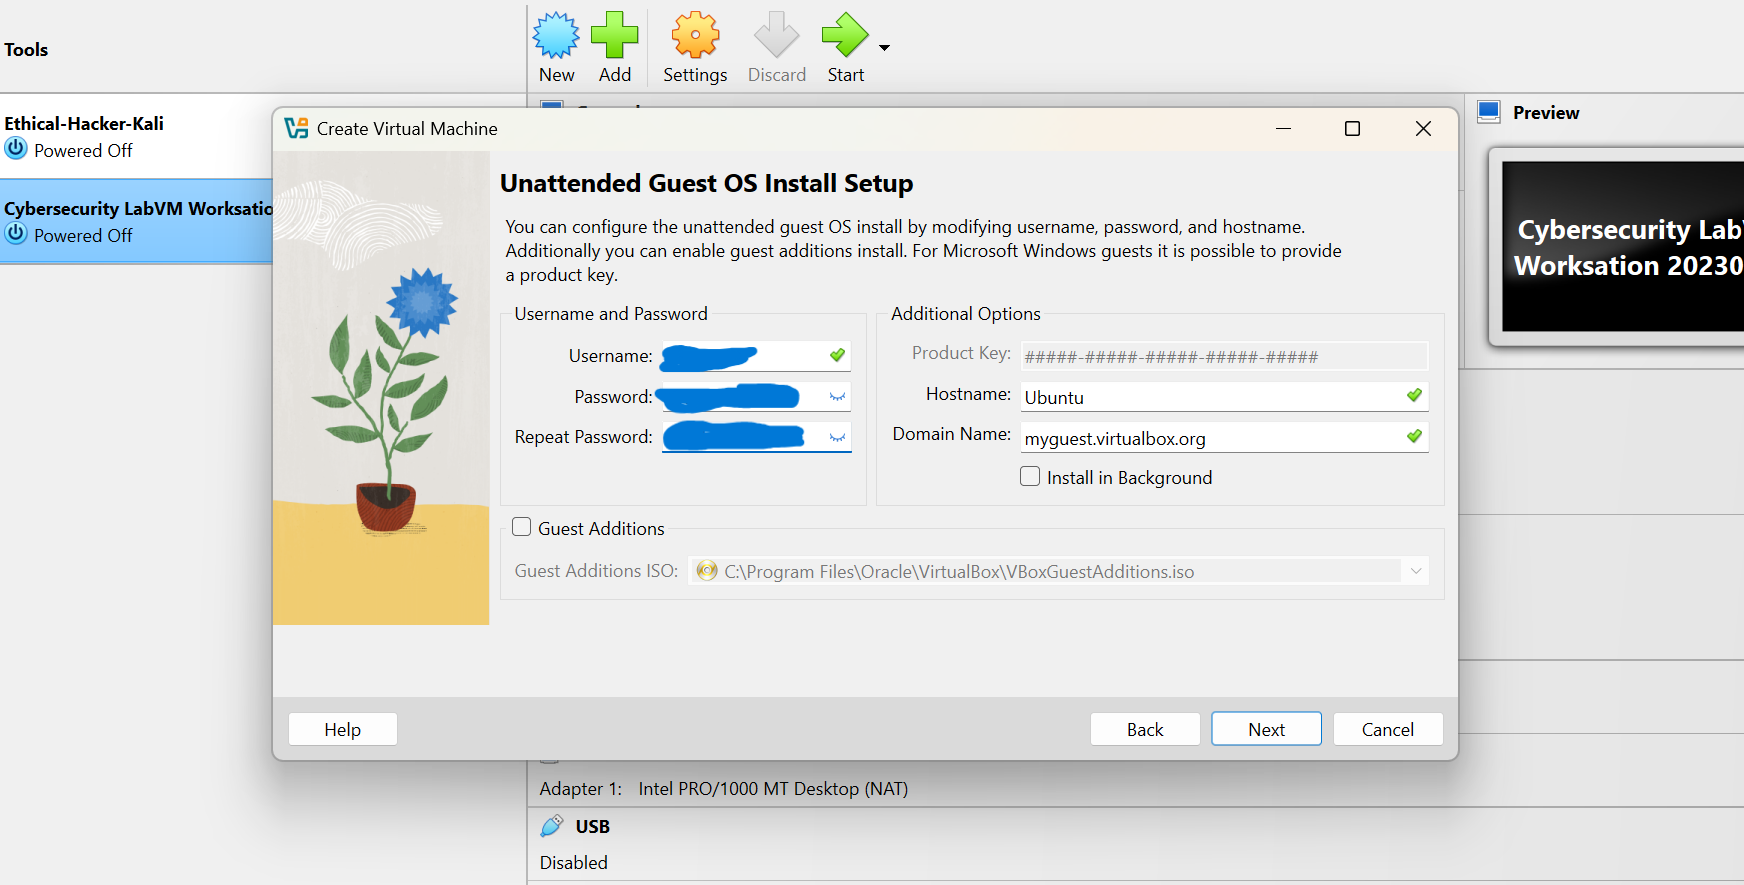 Tools
New
Add
Settings
Discard
Start
Ethical-Hacker-Kali
Powered Off
Cybersecurity LabVM Worksatio
Powered Off
Preview
Cybersecurity Lab
Worksation 20230
Create Virtual Machine
Unattended Guest OS Install Setup
You can configure the unattended guest OS install by modifying username, password, and hostname.
Additionally you can enable guest additions install. For Microsoft Windows guests it is possible to provide
a product key.
Username and Password
Username:
Password:
Repeat Password:
Additional Options
Product Key: #####-#####-#####-#####-#####
Hostname: Ubuntu
Domain Name: myguest.virtualbox.org
Install in Background
Guest Additions
Guest Additions ISO: C:\Program Files\Oracle\VirtualBox\VBoxGuestAdditions.iso
Help
Back
Next
Cancel
Adapter 1: Intel PRO/1000 MT Desktop (NAT)
USB
Disabled